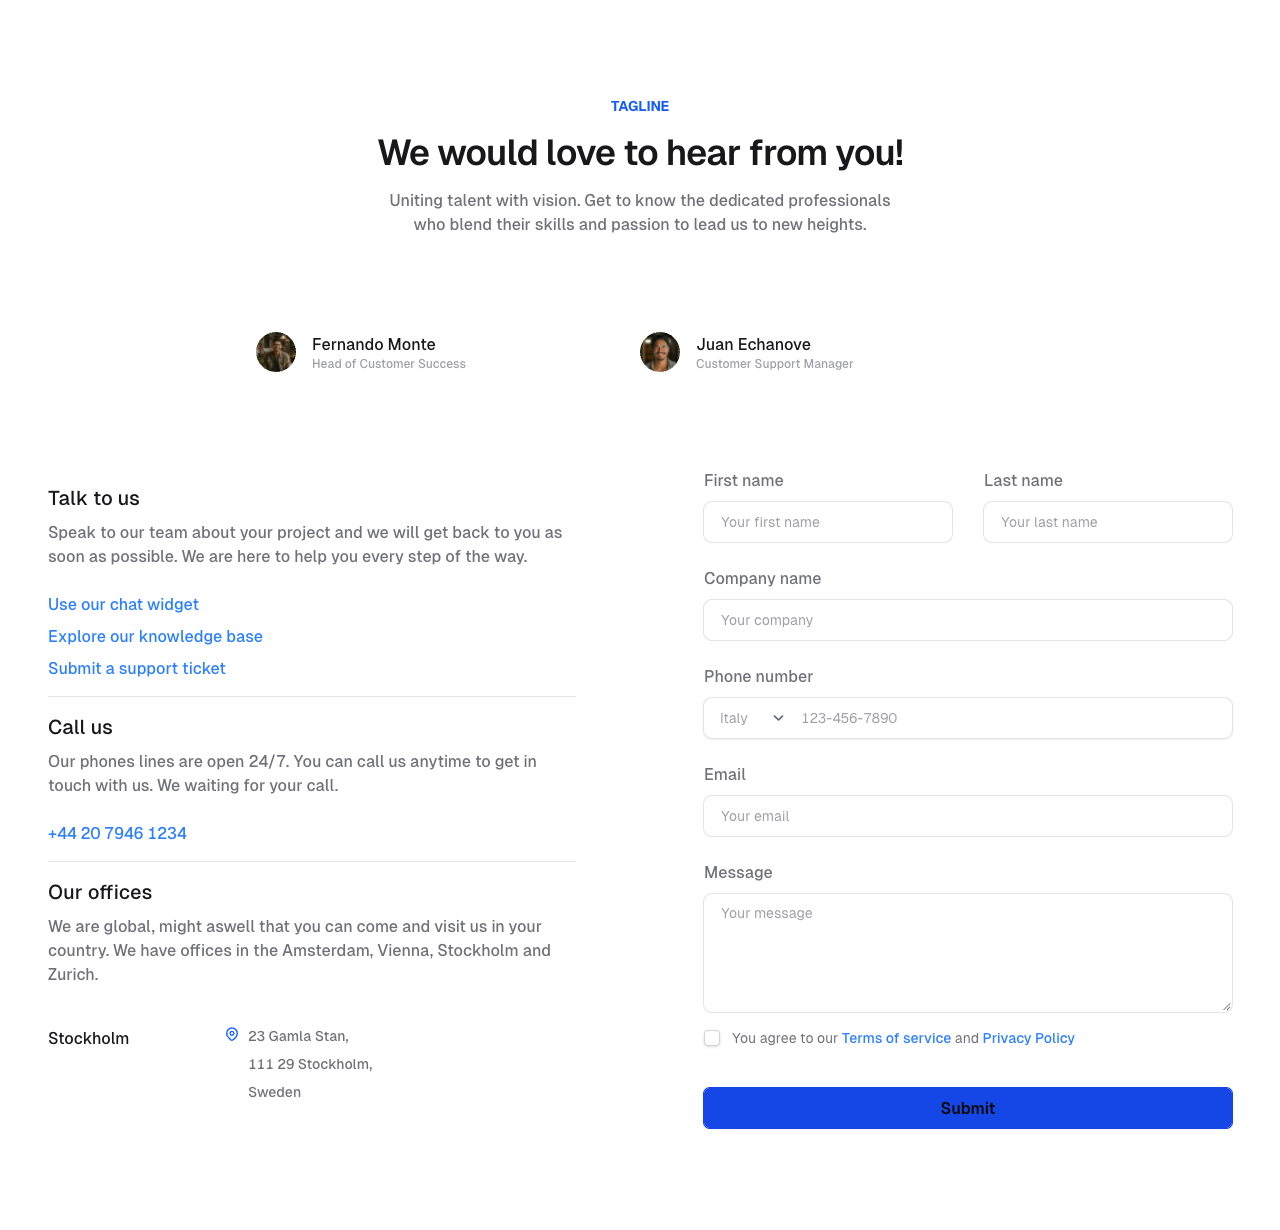 TAGLINE
We would love to hear from you!
Uniting talent with vision. Get to know the dedicated professionals
who blend their skills and passion to lead us to new heights.
Fernando Monte
Head of Customer Success
Juan Echanove
Customer Support Manager
Talk to us
Speak to our team about your project and we will get back to you as
soon as possible. We are here to help you every step of the way.
Use our chat widget
Explore our knowledge base
Submit a support ticket
Call us
Our phones lines are open 24/7. You can call us anytime to get in
touch with us. We waiting for your call.
+44 20 7946 1234
Our offices
We are global, might aswell that you can come and visit us in your
country. We have offices in the Amsterdam, Vienna, Stockholm and
Zurich.
Stockholm
23 Gamla Stan,
111 29 Stockholm,
Sweden
First name
Your first name
Last name
Your last name
Company name
Your company
Phone number
Italy
123-456-7890
Email
Your email
Message
Your message
You agree to our Terms of service and Privacy Policy
Submit